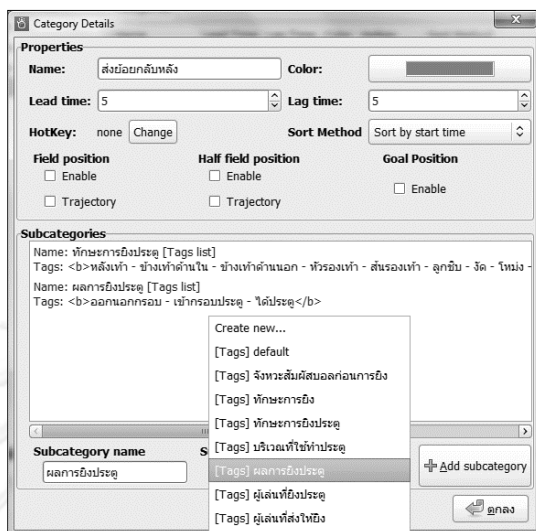 Category Details
Properties
Name: ส่งย้อยกลับหลัง Color:
Lead time: 5 Lag time: 5
HotKey: none Change Sort Method Sort by start time
Field position Half field position Goal Position
Enable Enable Enable
Trajectory Trajectory
Subcategories
Name: ทักษะการยิงประตู [Tags list]
Tags: <b>หลังเท้า - ข้างเท้าด้านใน - ข้างเท้าด้านนอก - หัวรองเท้า - ส้นรองเท้า - ลูกชิบ - งัด - โหม่ง -
Name: ผลการยิงประตู [Tags list]
Tags: <b>ออกนอกกรอบ - เข้ากรอบประตู - ได้ประตู</b>
Create new...
[Tags] default
[Tags] จังหวะสัมผัสบอลก่อนการยิง
[Tags] ทักษะการยิง
[Tags] ทักษะการยิงประตู
[Tags] บริเวณที่ใช้ทำประตู
Subcategory name S
[Tags] ผลการยิงประตู
ผลการยิงประตู
Add subcategory
[Tags] ผู้เล่นที่ยิงประตู
[Tags] ผู้เล่นที่ส่งให้ยิง
ตกลง